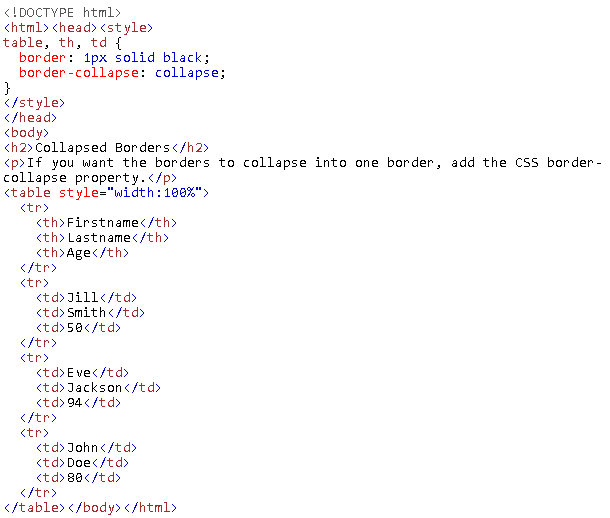 <!DOCTYPE html>
<html><head><style>
table, th, td {
  border: 1px solid black;
  border-collapse: collapse;
}
</style>
</head>
<body>
<h2>Collapsed Borders</h2>
<p>If you want the borders to collapse into one border, add the CSS border-
collapse property.</p>
<table style="width:100%">
  <tr>
    <th>Firstname</th>
    <th>Lastname</th>
    <th>Age</th>
  </tr>
  <tr>
    <td>Jill</td>
    <td>Smith</td>
    <td>50</td>
  </tr>
  <tr>
    <td>Eve</td>
    <td>Jackson</td>
    <td>94</td>
  </tr>
  <tr>
    <td>John</td>
    <td>Doe</td>
    <td>80</td>
  </tr>
</table></body></html>